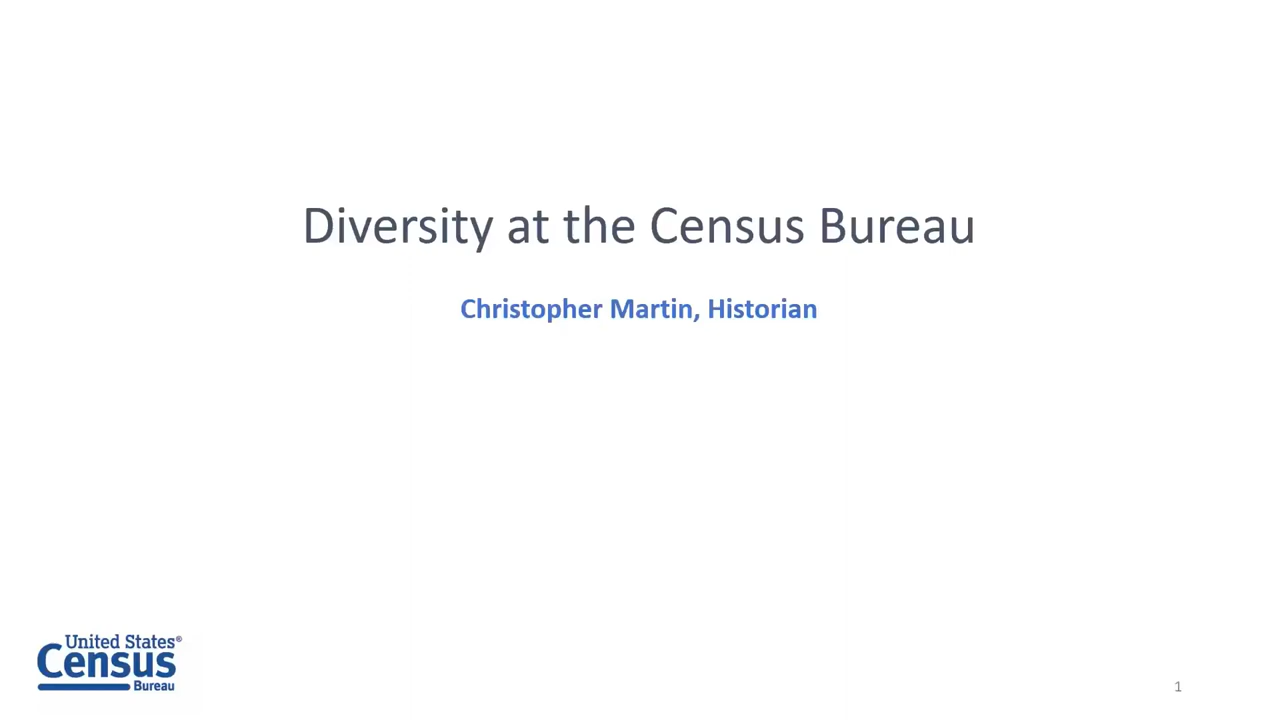 Diversity at the Census Bureau
Christopher Martin, Historian
United States®
Census
Bureau
1